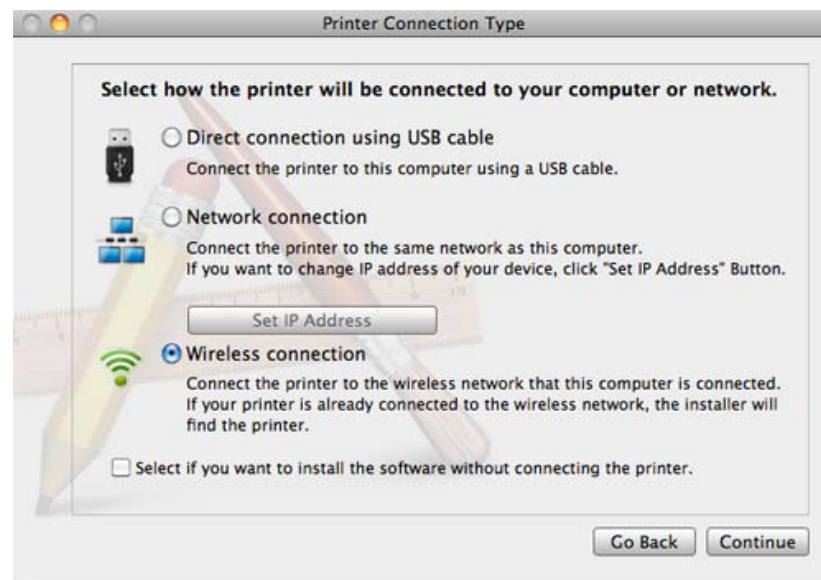 Printer Connection Type
Select how the printer will be connected to your computer or network.
Direct connection using USB cable
Connect the printer to this computer using a USB cable.
Network connection
Connect the printer to the same network as this computer.
If you want to change IP address of your device, click "Set IP Address" Button.
Set IP Address
Wireless connection
Connect the printer to the wireless network that this computer is connected.
If your printer is already connected to the wireless network, the installer will
find the printer.
Select if you want to install the software without connecting the printer.
Go Back
Continue